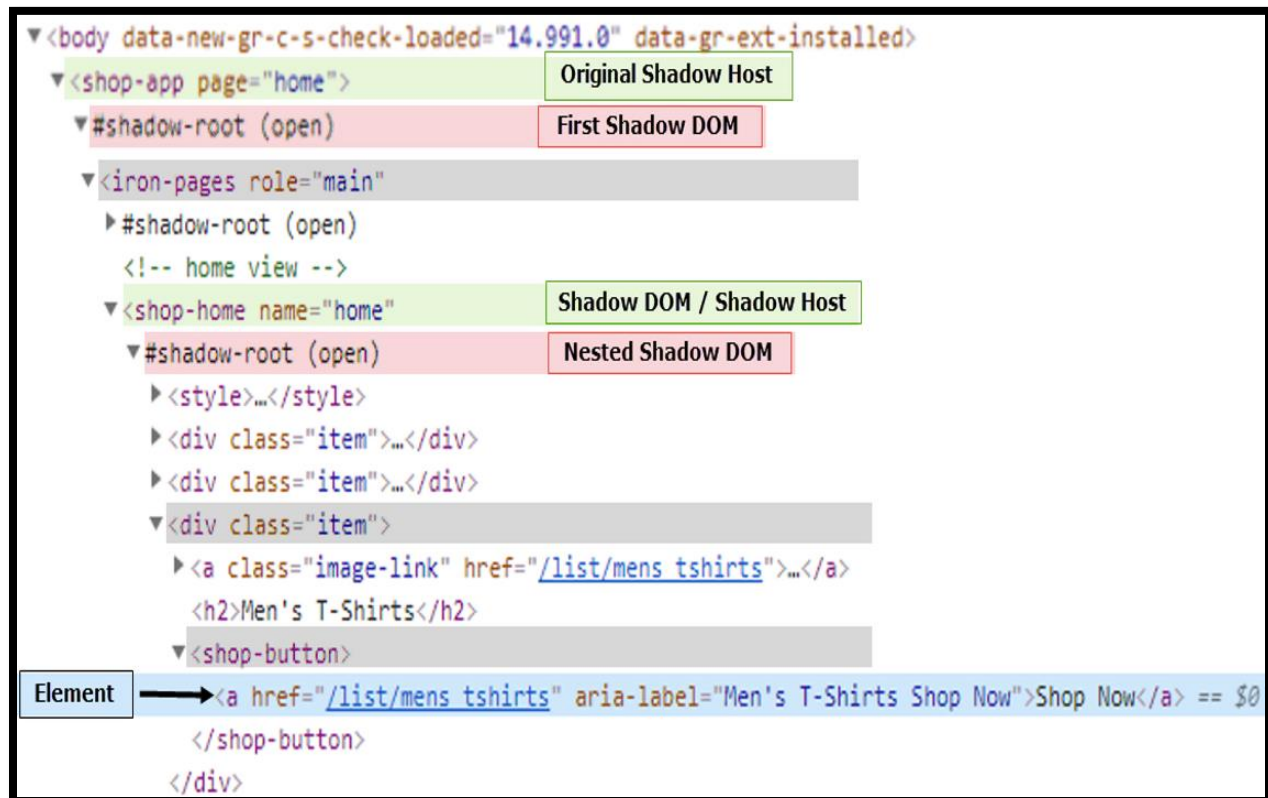 ▼<body data-new-gr-c-s-check-loaded="14.991.0" data-gr-ext-installed>
▼<shop-app page="home"> Original Shadow Host
▼#shadow-root (open) First Shadow DOM
▼<iron-pages role="main"
▶#shadow-root (open)
<!-- home view -->
▼<shop-home name="home" Shadow DOM / Shadow Host
▼#shadow-root (open) Nested Shadow DOM
▶<style>…</style>
▶<div class="item">…</div>
▶<div class="item">…</div>
▼<div class="item">
▶<a class="image-link" href="/list/mens tshirts">…</a>
<h2>Men's T-Shirts</h2>
▼<shop-button>
Element <a href="/list/mens tshirts" aria-label="Men's T-Shirts Shop Now">Shop Now</a> == $0
</shop-button>
</div>